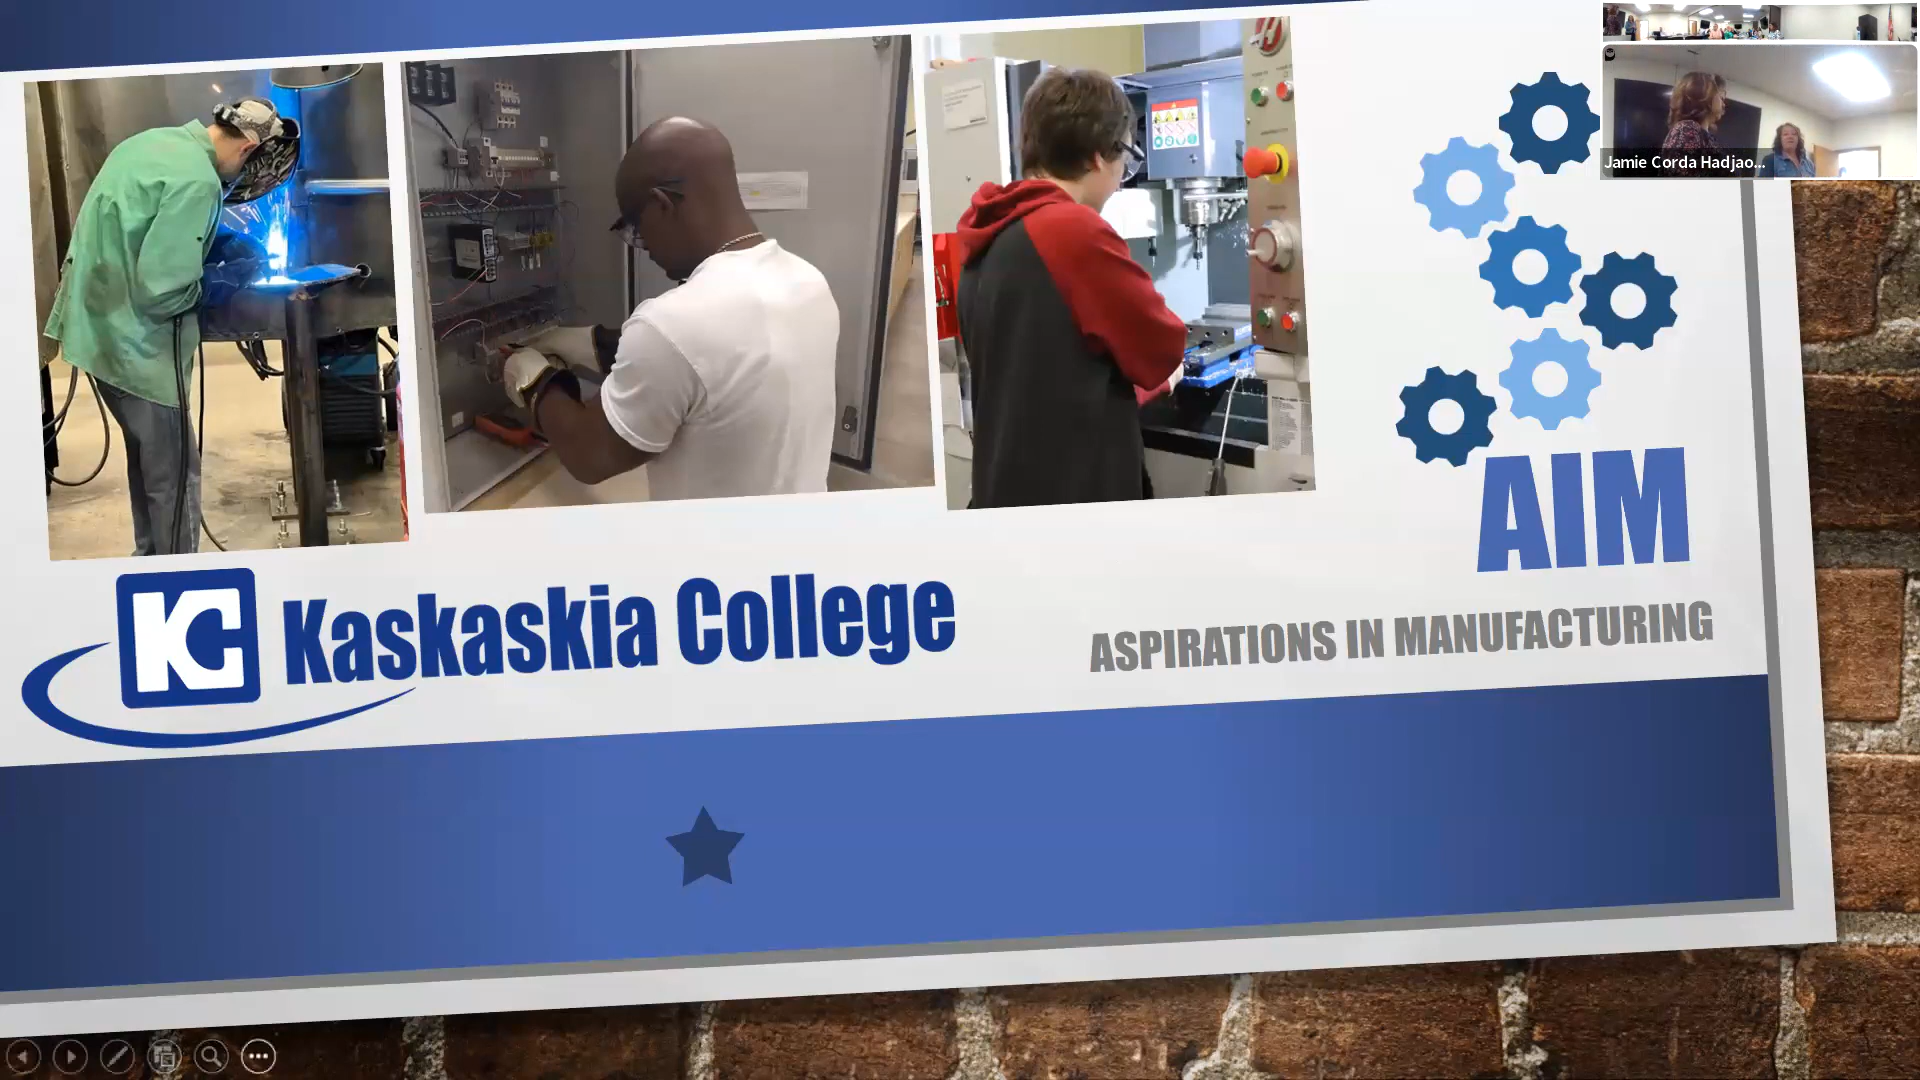 Jamie Corda Hadjao...
AIM
KC
Kaskaskia College
ASPIRATIONS IN MANUFACTURING